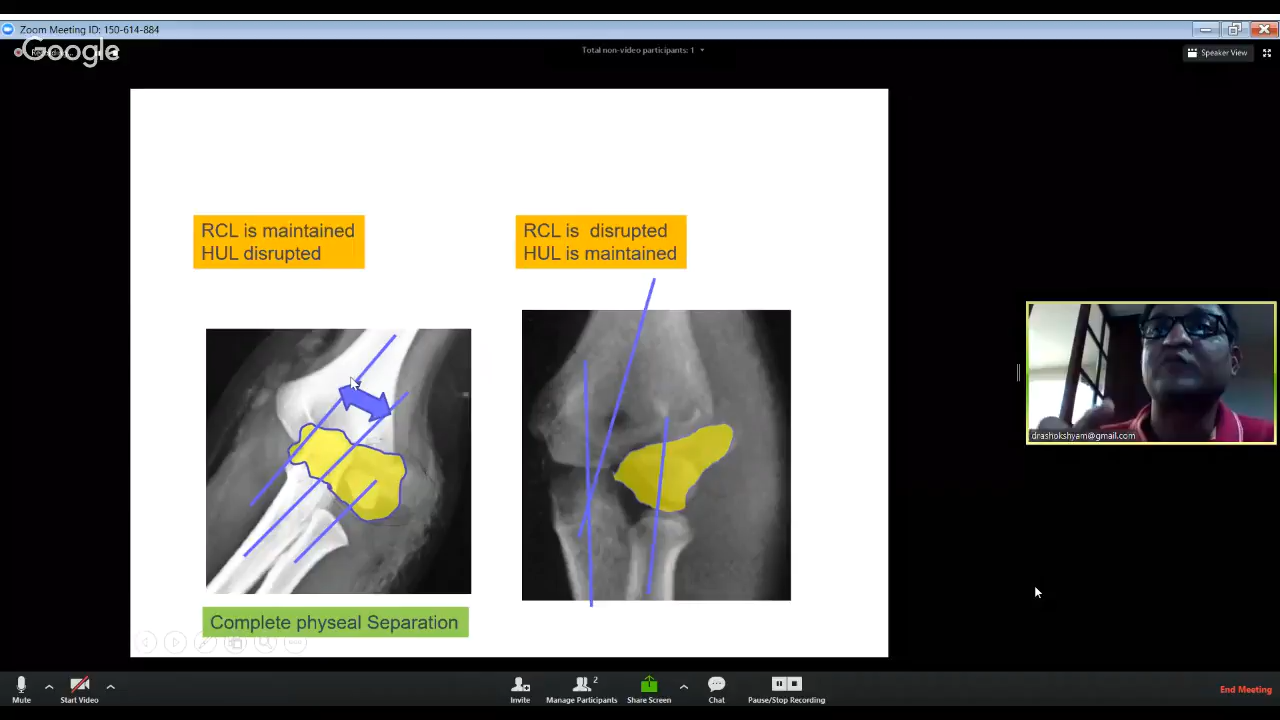 Zoom Meeting ID: 150-614-884
Google
Total non-video participants: 1
Speaker View
RCL is maintained
HUL disrupted
RCL is  disrupted
HUL is maintained
drashokshyam@gmail.com
Complete physeal Separation
Mute
Start Video
Invite
2
Manage Participants
Share Screen
Chat
Pause/Stop Recording
End Meeting